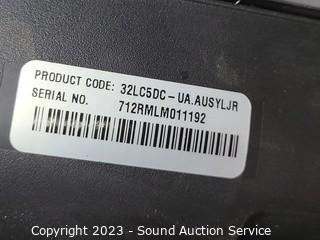 PRODUCT CODE: 32LC5DC-UA.AUSYLJR
SERIAL NO. 712RMLM011192
Copyright 2023 - Sound Auction Service